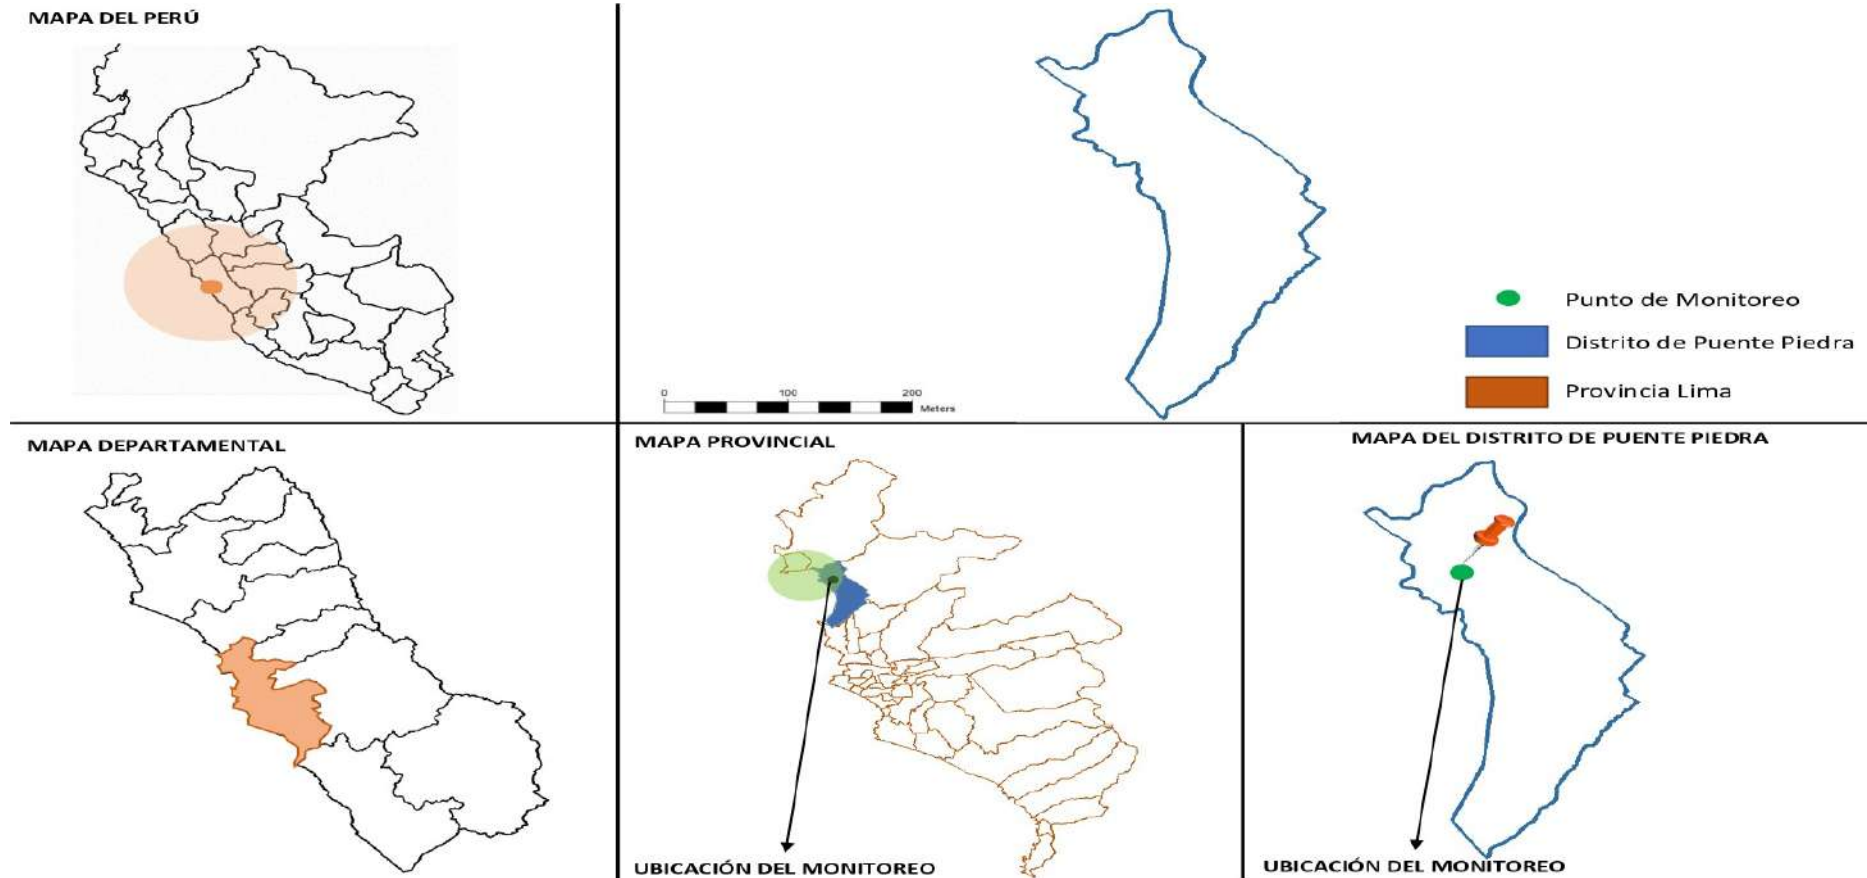 MAPA DEL PERÚ
Punto de Monitoreo
Distrito de Puente Piedra
Provincia Lima
0 100 200
Meters
MAPA DEPARTAMENTAL
MAPA PROVINCIAL
MAPA DEL DISTRITO DE PUENTE PIEDRA
UBICACIÓN DEL MONITOREO
UBICACIÓN DEL MONITOREO